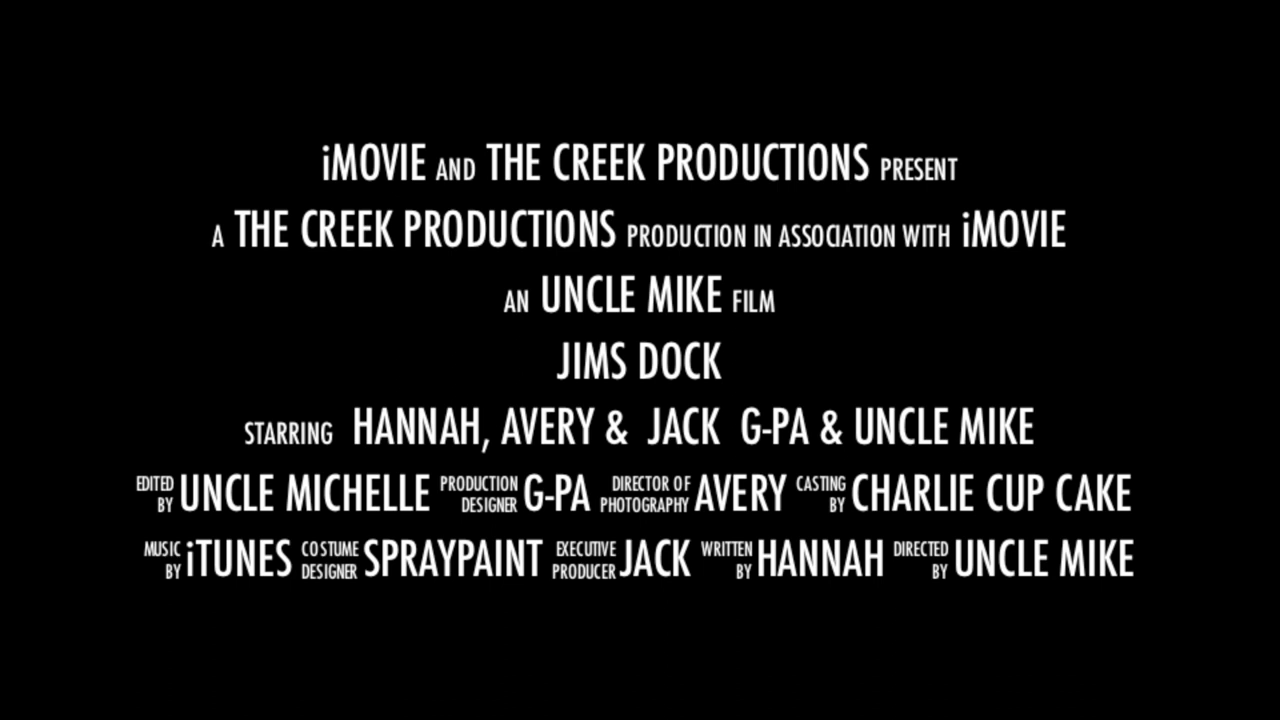 iMOVIE AND THE CREEK PRODUCTIONS PRESENT
A THE CREEK PRODUCTIONS PRODUCTION IN ASSOCIATION WITH iMOVIE
AN UNCLE MIKE FILM
JIMS DOCK
STARRING HANNAH, AVERY & JACK G-PA & UNCLE MIKE
EDITED BY UNCLE MICHELLE PRODUCTION DESIGNER G-PA DIRECTOR OF PHOTOGRAPHY AVERY CASTING BY CHARLIE CUP CAKE
MUSIC BY iTUNES COSTUME DESIGNER SPRAYPAINT EXECUTIVE PRODUCER JACK WRITTEN BY HANNAH DIRECTED BY UNCLE MIKE